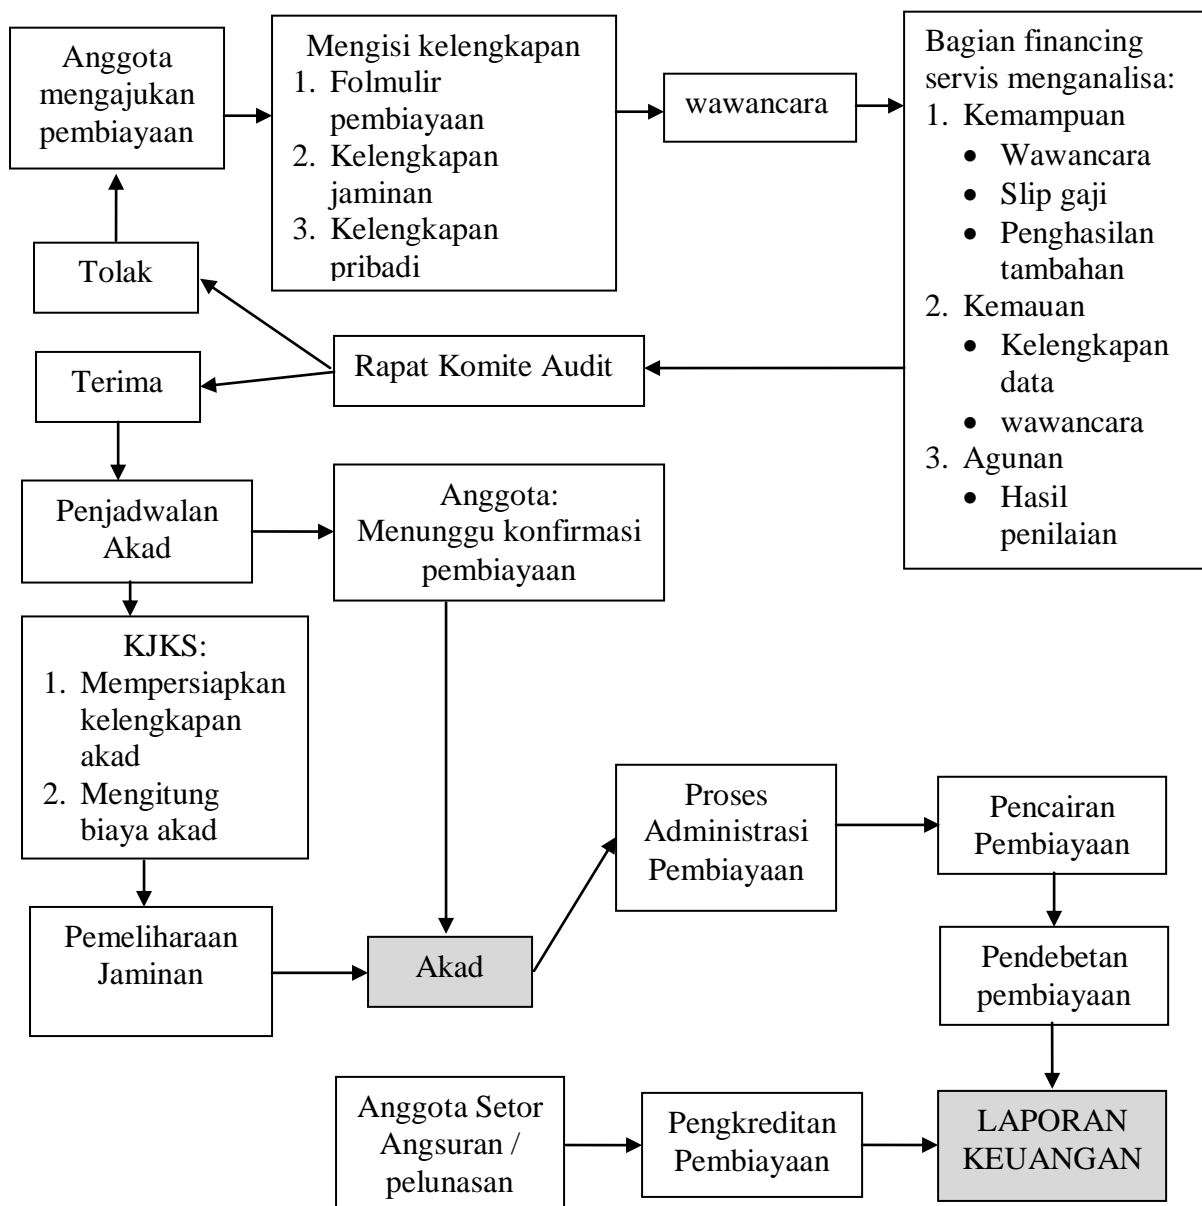 Anggota
mengajukan
pembiayaan
Mengisi kelengkapan
1. Folmulir
pembiayaan
2. Kelengkapan
jaminan
3. Kelengkapan
pribadi
wawancara
Bagian financing
servis menganalisa:
1. Kemampuan
• Wawancara
• Slip gaji
• Penghasilan
tambahan
2. Kemauan
• Kelengkapan
data
• wawancara
3. Agunan
• Hasil
penilaian
Tolak
Rapat Komite Audit
Terima
Penjadwalan
Akad
Anggota:
Menunggu konfirmasi
pembiayaan
KJKS:
1. Mempersiapkan
kelengkapan
akad
2. Mengitung
biaya akad
Pemeliharaan
Jaminan
Akad
Proses
Administrasi
Pembiayaan
Pencairan
Pembiayaan
Pendebetan
pembiayaan
Anggota Setor
Angsuran /
pelunasan
Pengkreditan
Pembiayaan
LAPORAN
KEUANGAN